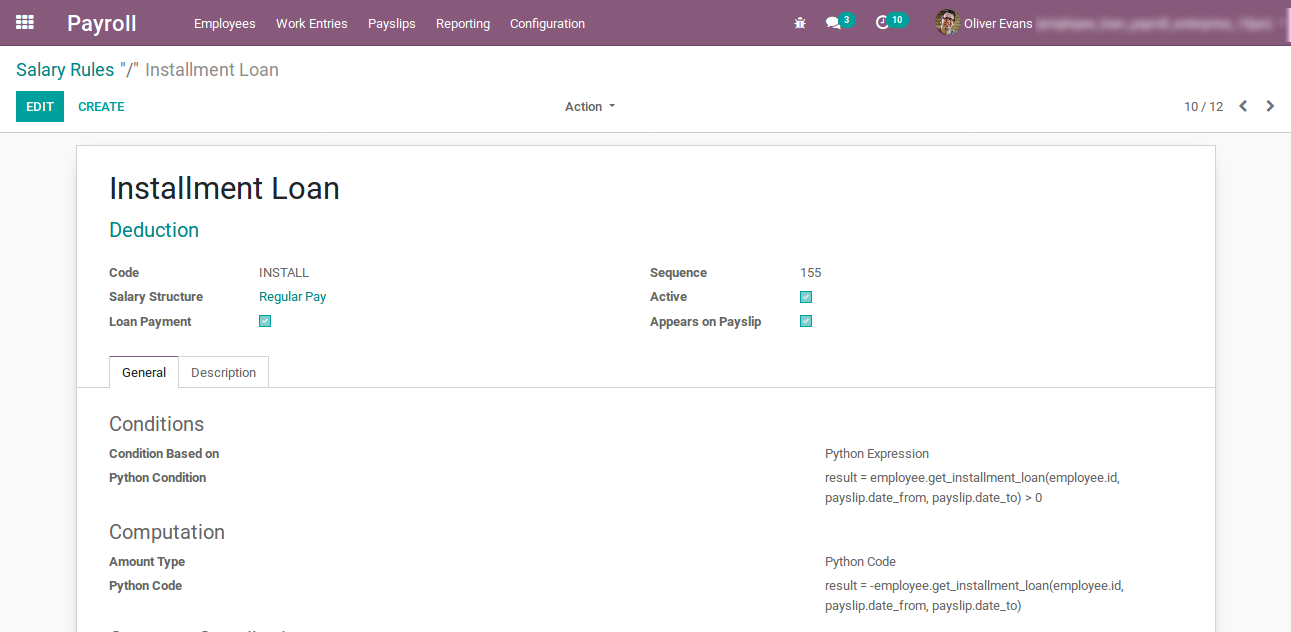 Payroll Employees Work Entries Payslips Reporting Configuration 3 10 Oliver Evans
Salary Rules "/" Installment Loan
EDIT CREATE Action 10 / 12
Installment Loan
Deduction
Code INSTALL Sequence 155
Salary Structure Regular Pay Active
Loan Payment Appears on Payslip
General Description
Conditions
Condition Based on Python Expression
Python Condition result = employee.get_installment_loan(employee.id,
payslip.date_from, payslip.date_to) > 0
Computation
Amount Type Python Code
Python Code result = -employee.get_installment_loan(employee.id,
payslip.date_from, payslip.date_to)